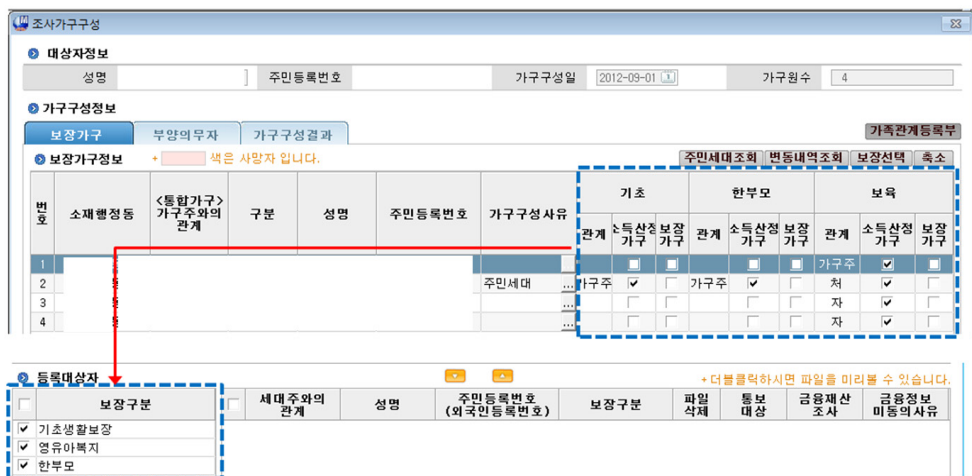 조사가구구성
대상자정보
성명 주민등록번호 가구구성일 2012-09-01 가구원수 4
가구구성정보
보장가구 부양의무자 가구구성결과 가족관계등록부
보장가구정보 + 색은 사망자 입니다. 주민세대조회 변동내역조회 보장선택 축소
번호 소재행정동 <통합가구> 가구주와의 관계 구분 성명 주민등록번호 가구구성사유 기초 한부모 보육
관계 소득산정가구 보장가구 관계 소득산정가구 보장가구 관계 소득산정가구 보장가구
1 가구주
2 주민세대 ... 가구주 가구주 처
3 ... 자
4 ... 자
등록대상자 + 더블클릭하시면 파일을 미리볼 수 있습니다.
보장구분 세대주와의 관계 성명 주민등록번호 (외국인등록번호) 보장구분 파일삭제 통보대상 금융재산조사 금융정보 미동의사유
기초생활보장
영유아복지
한부모